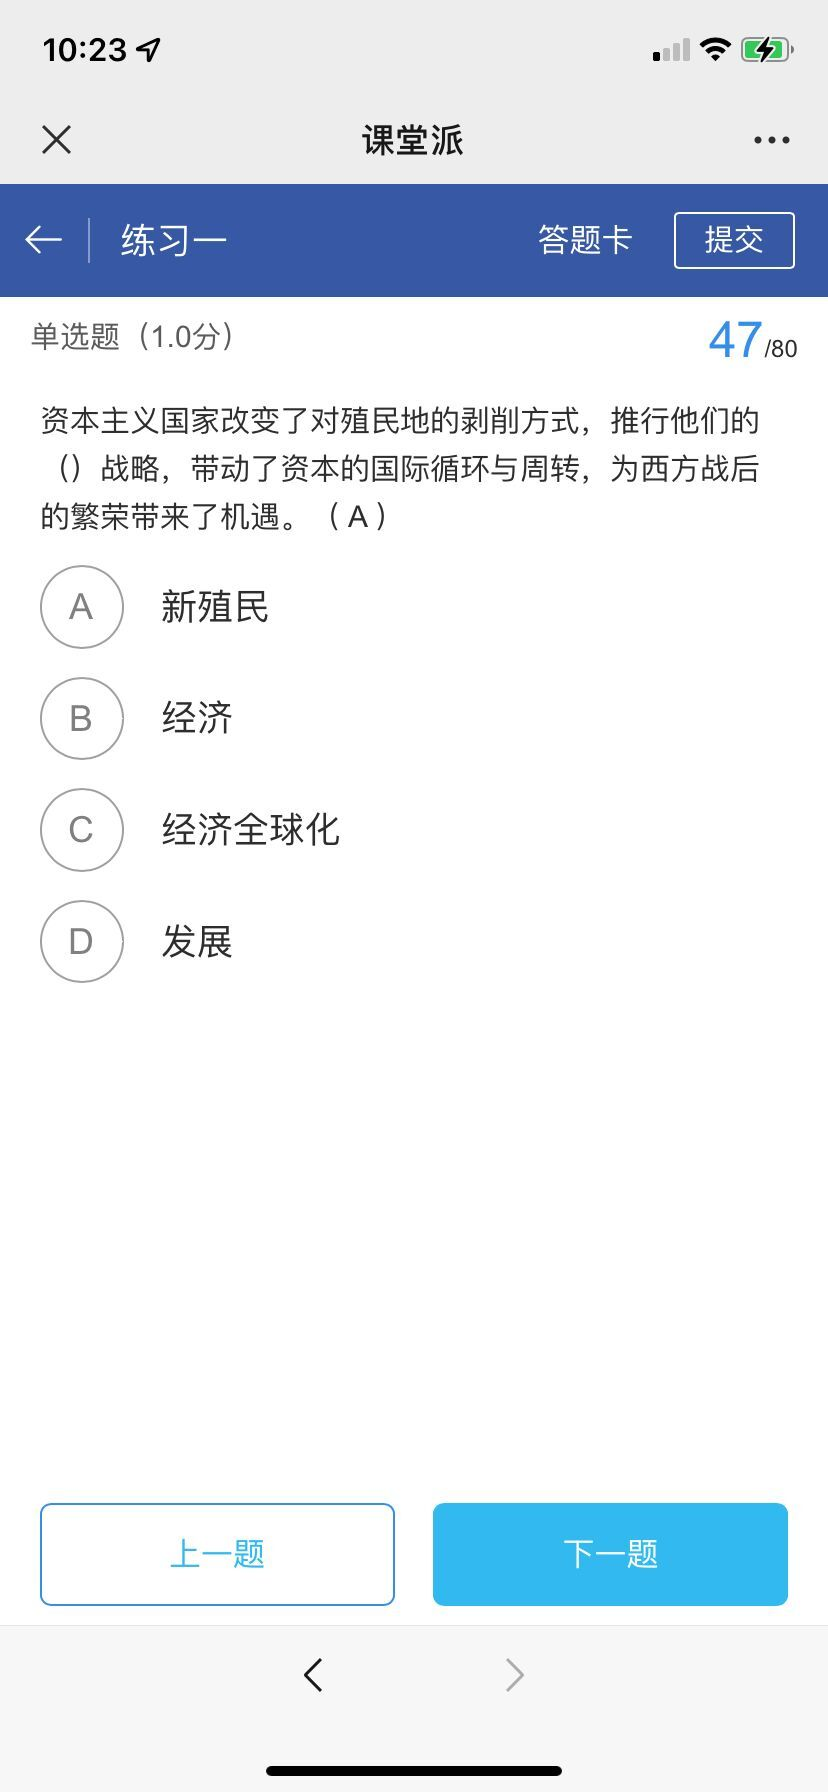 10:23
课堂派
练习一
答题卡
提交
单选题（1.0分）
47/80
资本主义国家改变了对殖民地的剥削方式，推行他们的
（）战略，带动了资本的国际循环与周转，为西方战后
的繁荣带来了机遇。（ A ）
A 新殖民
B 经济
C 经济全球化
D 发展
上一题
下一题